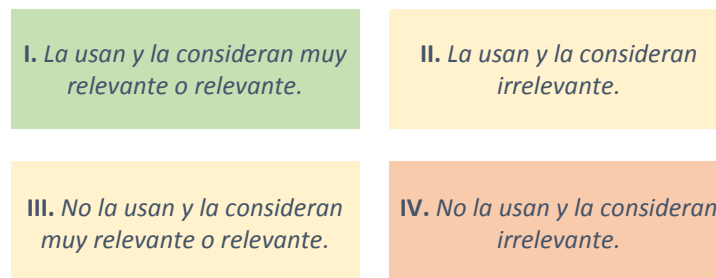 I. La usan y la consideran muy
relevante o relevante.
II. La usan y la consideran
irrelevante.
III. No la usan y la consideran
muy relevante o relevante.
IV. No la usan y la consideran
irrelevante.